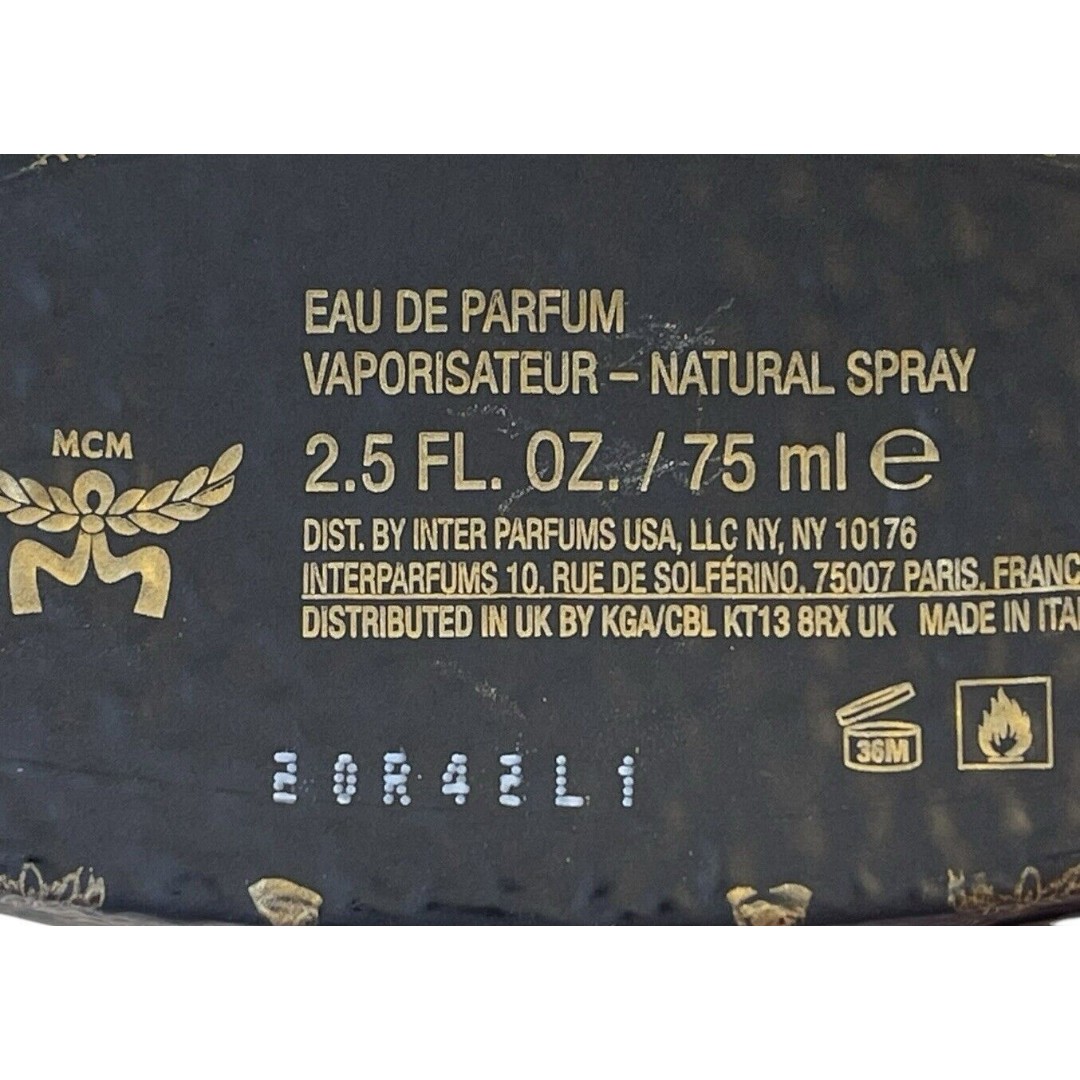 EAU DE PARFUM
VAPORISATEUR – NATURAL SPRAY
MCM
2.5 FL. OZ. / 75 ml e
DIST. BY INTER PARFUMS USA, LLC NY, NY 10176
INTERPARFUMS 10, RUE DE SOLFÉRINO, 75007 PARIS, FRANC
DISTRIBUTED IN UK BY KGA/CBL KT13 8RX UK MADE IN ITA
36M
20R42L1